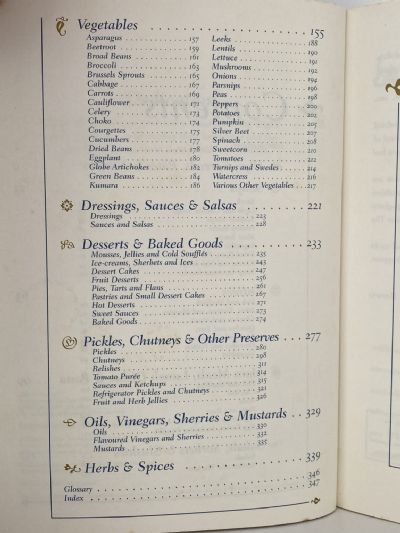 Vegetables . . . 155
Asparagus . . . 157
Beetroot . . . 159
Broad Beans . . . 161
Broccoli . . . 163
Brussels Sprouts . . . 165
Cabbage . . . 167
Carrots . . . 169
Cauliflower . . . 171
Celery . . . 173
Choko . . . 174
Courgettes . . . 175
Cucumbers . . . 177
Dried Beans . . . 178
Eggplant . . . 180
Globe Artichokes . . . 182
Green Beans . . . 184
Kumara . . . 186
Leeks . . . 188
Lentils . . . 190
Lettuce . . . 191
Mushrooms . . . 192
Onions . . . 194
Parsnips . . . 196
Peas . . . 198
Peppers . . . 200
Potatoes . . . 202
Pumpkin . . . 205
Silver Beet . . . 207
Spinach . . . 208
Sweetcorn . . . 210
Tomatoes . . . 212
Turnips and Swedes . . . 214
Watercress . . . 216
Various Other Vegetables . . . 217
Dressings, Sauces & Salsas . . . 221
Dressings . . . 223
Sauces and Salsas . . . 228
Desserts & Baked Goods . . . 233
Mousses, Jellies and Cold Soufflés . . . 235
Ice-creams, Sherbets and Ices . . . 243
Dessert Cakes . . . 247
Fruit Desserts . . . 256
Pies, Tarts and Flans . . . 261
Pastries and Small Dessert Cakes . . . 267
Hot Desserts . . . 271
Sweet Sauces . . . 273
Baked Goods . . . 274
Pickles, Chutneys & Other Preserves . . . 277
Pickles . . . 280
Chutneys . . . 298
Relishes . . . 311
Tomato Purée . . . 314
Sauces and Ketchups . . . 315
Refrigerator Pickles and Chutneys . . . 321
Fruit and Herb Jellies . . . 326
Oils, Vinegars, Sherries & Mustards . . . 329
Oils . . . 330
Flavoured Vinegars and Sherries . . . 332
Mustards . . . 335
Herbs & Spices . . . 339
Glossary . . . 346
Index . . . 347